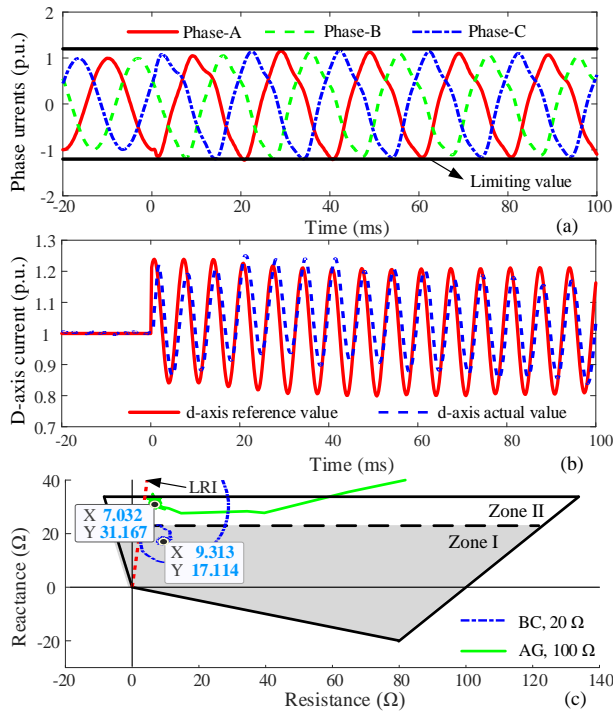 Phase-A Phase-B Phase-C
Phase urrents (p.u.)
2
1
0
-1
-2
Limiting value
-20 0 20 40 60 80 100
Time (ms)
(a)
D-axis current (p.u.)
1.3
1.2
1.1
1
0.9
0.8
0.7
d-axis reference value d-axis actual value
-20 0 20 40 60 80 100
Time (ms)
(b)
Reactance (Ω)
40
20
0
-20
LRI
X 7.032
Y 31.167
X 9.313
Y 17.114
Zone II
Zone I
BC, 20 Ω
AG, 100 Ω
-20 0 20 40 60 80 100 120 140
Resistance (Ω)
(c)